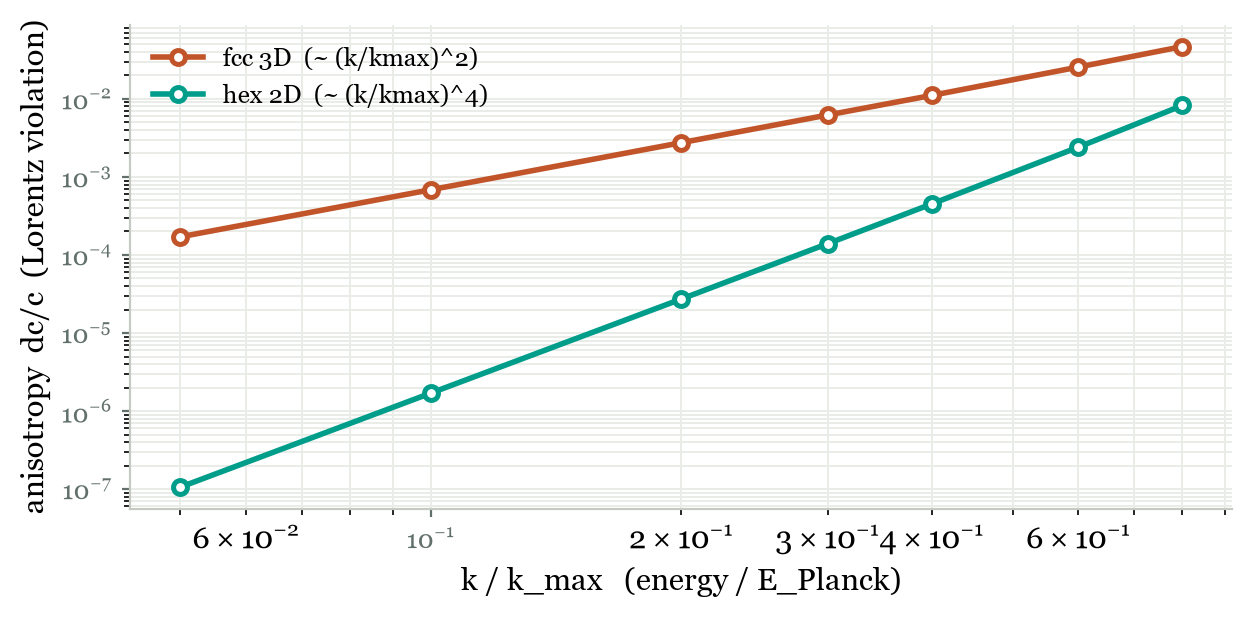 anisotropy dc/c (Lorentz violation)
fcc 3D (~ (k/kmax)^2)
hex 2D (~ (k/kmax)^4)
10⁻²
10⁻³
10⁻⁴
10⁻⁵
10⁻⁶
10⁻⁷
6 × 10⁻² 10⁻¹ 2 × 10⁻¹ 3 × 10⁻¹ 4 × 10⁻¹ 6 × 10⁻¹
k / k_max (energy / E_Planck)